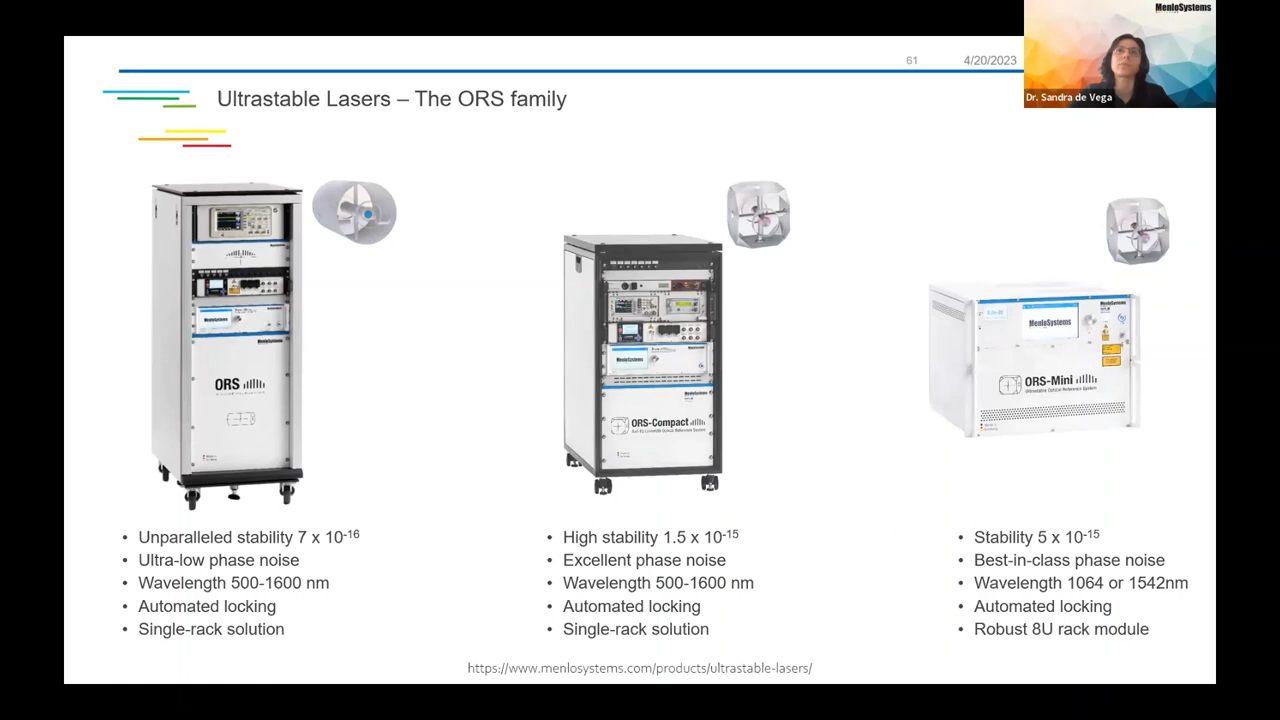 MenloSystems
61
4/20/2023
Dr. Sandra de Vega
Ultrastable Lasers – The ORS family
MenloSystems
MenloSystems
ORS
MenloSystems
MenloSystems
ORS-Compact
MenloSystems
MenloSystems
ORS-Mini
Ultrastable Optical Reference System
• Unparalleled stability 7 x 10⁻¹⁶
• Ultra-low phase noise
• Wavelength 500-1600 nm
• Automated locking
• Single-rack solution
• High stability 1.5 x 10⁻¹⁵
• Excellent phase noise
• Wavelength 500-1600 nm
• Automated locking
• Single-rack solution
• Stability 5 x 10⁻¹⁵
• Best-in-class phase noise
• Wavelength 1064 or 1542nm
• Automated locking
• Robust 8U rack module
https://www.menlosystems.com/products/ultrastable-lasers/